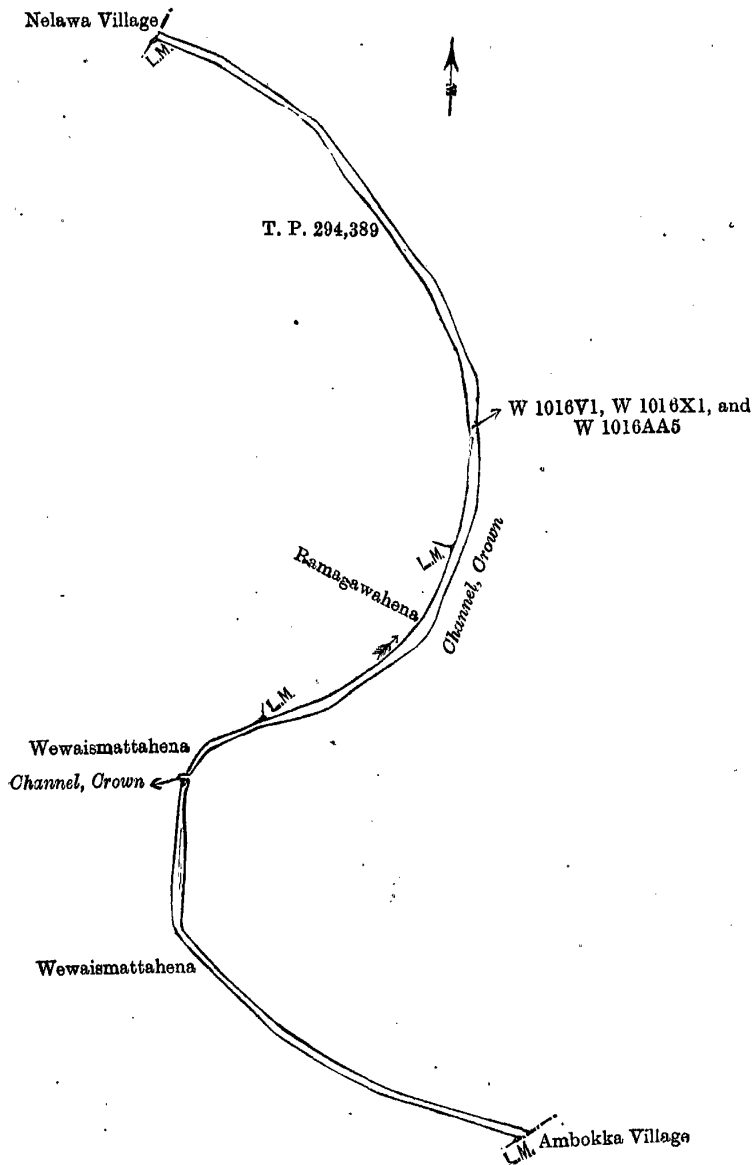 Nelawa Village
L.M.
T. P. 294,389
W 1016V1, W 1016X1, and
W 1016AA5
L.M.
Ramagawahena
Channel, Crown
L.M.
Wewaismattahena
Channel, Crown
Wewaismattahena
Ambokka Village
L.M.